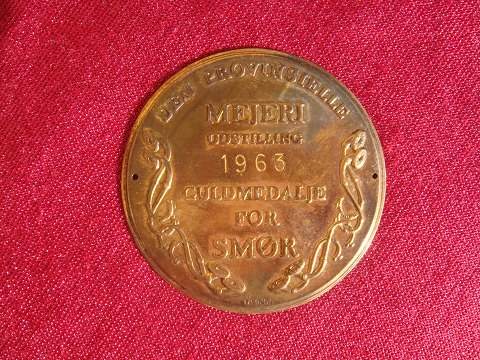 DEN PROVINSIELLE
MEJERI
UDSTILLING
1963
GULDMEDALJE
FOR
SMØR